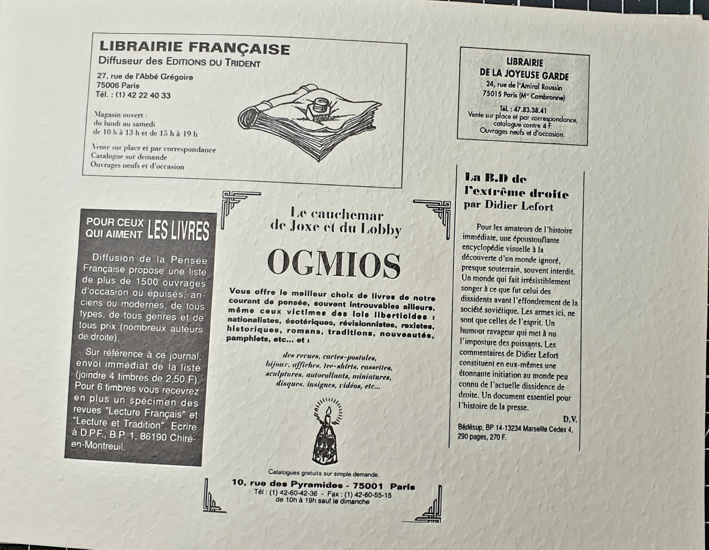 LIBRAIRIE FRANÇAISE
Diffuseur des EDITIONS DU TRIDENT
27, rue de l'Abbé Grégoire
75006 Paris
Tél. : (1) 42 22 40 33
Magasin ouvert :
du lundi au samedi
de 10 h à 13 h et de 15 h à 19 h
Vente sur place et par correspondance
Catalogue sur demande
Ouvrages neufs et d'occasion
LIBRAIRIE
DE LA JOYEUSE GARDE
24, rue de l'Amiral Roussin
75015 Paris (M° Cambronne)
Tél. : 47.83.38.41
Vente sur place et par correspondance,
catalogue contre 4 F.
Ouvrages neufs et d'occasion.
POUR CEUX
QUI AIMENT LES LIVRES
Diffusion de la Pensée
Française propose une liste
de plus de 1500 ouvrages
d'occasion ou épuisés, an-
ciens ou modernes, de tous
types, de tous genres et de
tous prix (nombreux auteurs
de droite).
Sur référence à ce journal,
envoi immédiat de la liste
(joindre 4 timbres de 2,50 F).
Pour 6 timbres vous recevrez
en plus un spécimen des
revues "Lecture Français" et
"Lecture et Tradition". Ecrire
à D.P.F., B.P. 1, 86190 Chiré-
en-Montreuil.
Le cauchemar
de Joxe et du Lobby
OGMIOS
Vous offre le meilleur choix de livres de notre
courant de pensée, souvent introuvables ailleurs,
même ceux victimes des lois liberticides :
nationalistes, ésotériques, révisionnistes, rexistes,
historiques, romans, traditions, nouveautés,
pamphlets, etc... et :
des revues, cartes-postales,
bijoux, affiches, tee-shirts, cassettes,
sculptures, autocollants, miniatures,
disques, insignes, vidéos, etc...
Catalogues gratuits sur simple demande.
10, rue des Pyramides - 75001 Paris
Tél : (1) 42-60-42-36 - Fax : (1) 42-60-55-15
de 10h à 19h sauf le dimanche
La B.D de
l'extrême droite
par Didier Lefort
Pour les amateurs de l'histoire
immédiate, une époustouflante
encyclopédie visuelle à la
découverte d'un monde ignoré,
presque souterrain, souvent interdit.
Un monde qui fait irrésistiblement
songer à ce que fut celui des
dissidents avant l'effondrement de la
société soviétique. Les armes ici, ne
sont que celles de l'esprit. Un
humour ravageur qui met à nu
l'imposture des puissants. Les
commentaires de Didier Lefort
constituent en eux-mêmes une
étonnante initiation au monde peu
connu de l'actuelle dissidence de
droite. Un document essentiel pour
l'histoire de la presse.
D.V.
Bédésup, BP 14-13234 Marseille Cedex 4,
290 pages, 270 F.